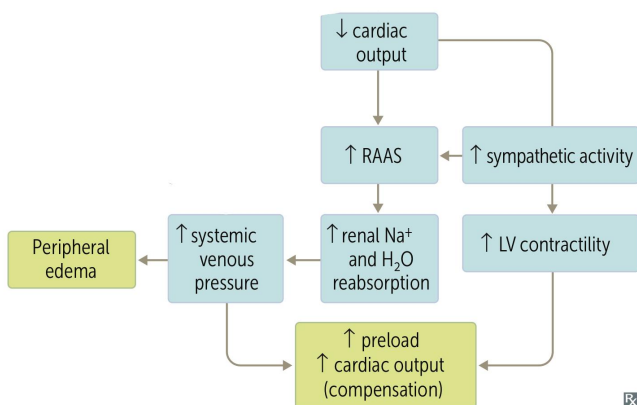 ↓ cardiac
output
↑ RAAS
↑ sympathetic activity
Peripheral
edema
↑ systemic
venous
pressure
↑ renal Na⁺
and H₂O
reabsorption
↑ LV contractility
↑ preload
↑ cardiac output
(compensation)
Rx